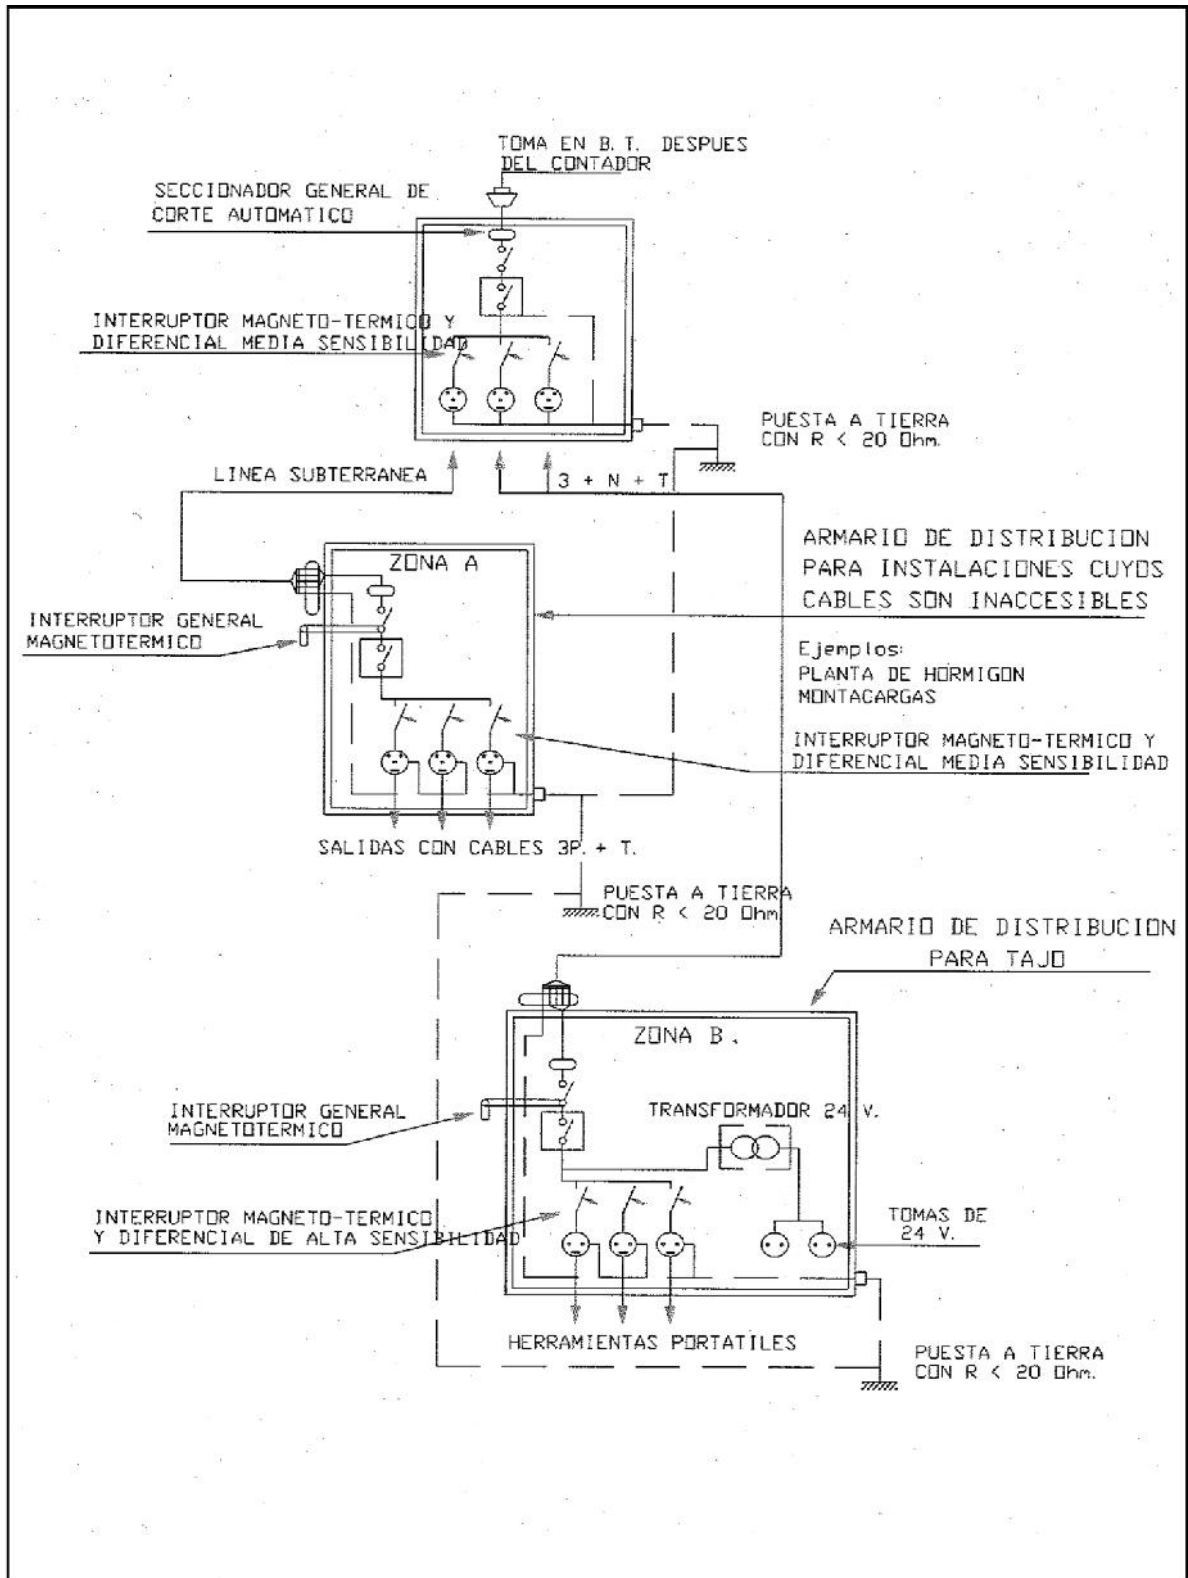 TOMA EN B. T. DESPUES
DEL CONTADOR
SECCIONADOR GENERAL DE
CORTE AUTOMATICO
INTERRUPTOR MAGNETO-TERMICO Y
DIFERENCIAL MEDIA SENSIBILIDAD
PUESTA A TIERRA
CON R < 20 Ohm.
LINEA SUBTERRANEA
3 + N + T
ZONA A
ARMARIO DE DISTRIBUCION
PARA INSTALACIONES CUYOS
CABLES SON INACCESIBLES
INTERRUPTOR GENERAL
MAGNETOTERMICO
Ejemplos:
PLANTA DE HORMIGON
MONTACARGAS
INTERRUPTOR MAGNETO-TERMICO Y
DIFERENCIAL MEDIA SENSIBILIDAD
SALIDAS CON CABLES 3P. + T.
PUESTA A TIERRA
CON R < 20 Ohm
ARMARIO DE DISTRIBUCION
PARA TAJO
ZONA B.
TRANSFORMADOR 24 V.
INTERRUPTOR GENERAL
MAGNETOTERMICO
INTERRUPTOR MAGNETO-TERMICO
Y DIFERENCIAL DE ALTA SENSIBILIDAD
TOMAS DE
24 V.
HERRAMIENTAS PORTATILES
PUESTA A TIERRA
CON R < 20 Ohm.